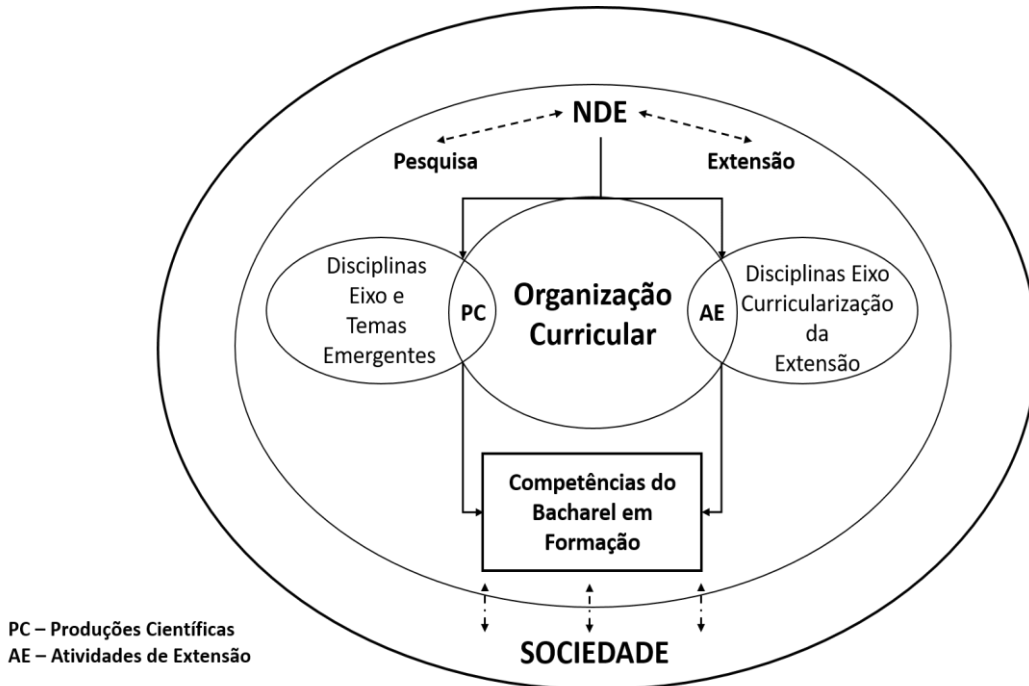 NDE
Pesquisa
Extensão
Disciplinas
Eixo e
Temas
Emergentes
PC
Organização
Curricular
AE
Disciplinas Eixo
Curricularização
da
Extensão
Competências do
Bacharel em
Formação
SOCIEDADE
PC – Produções Científicas
AE – Atividades de Extensão